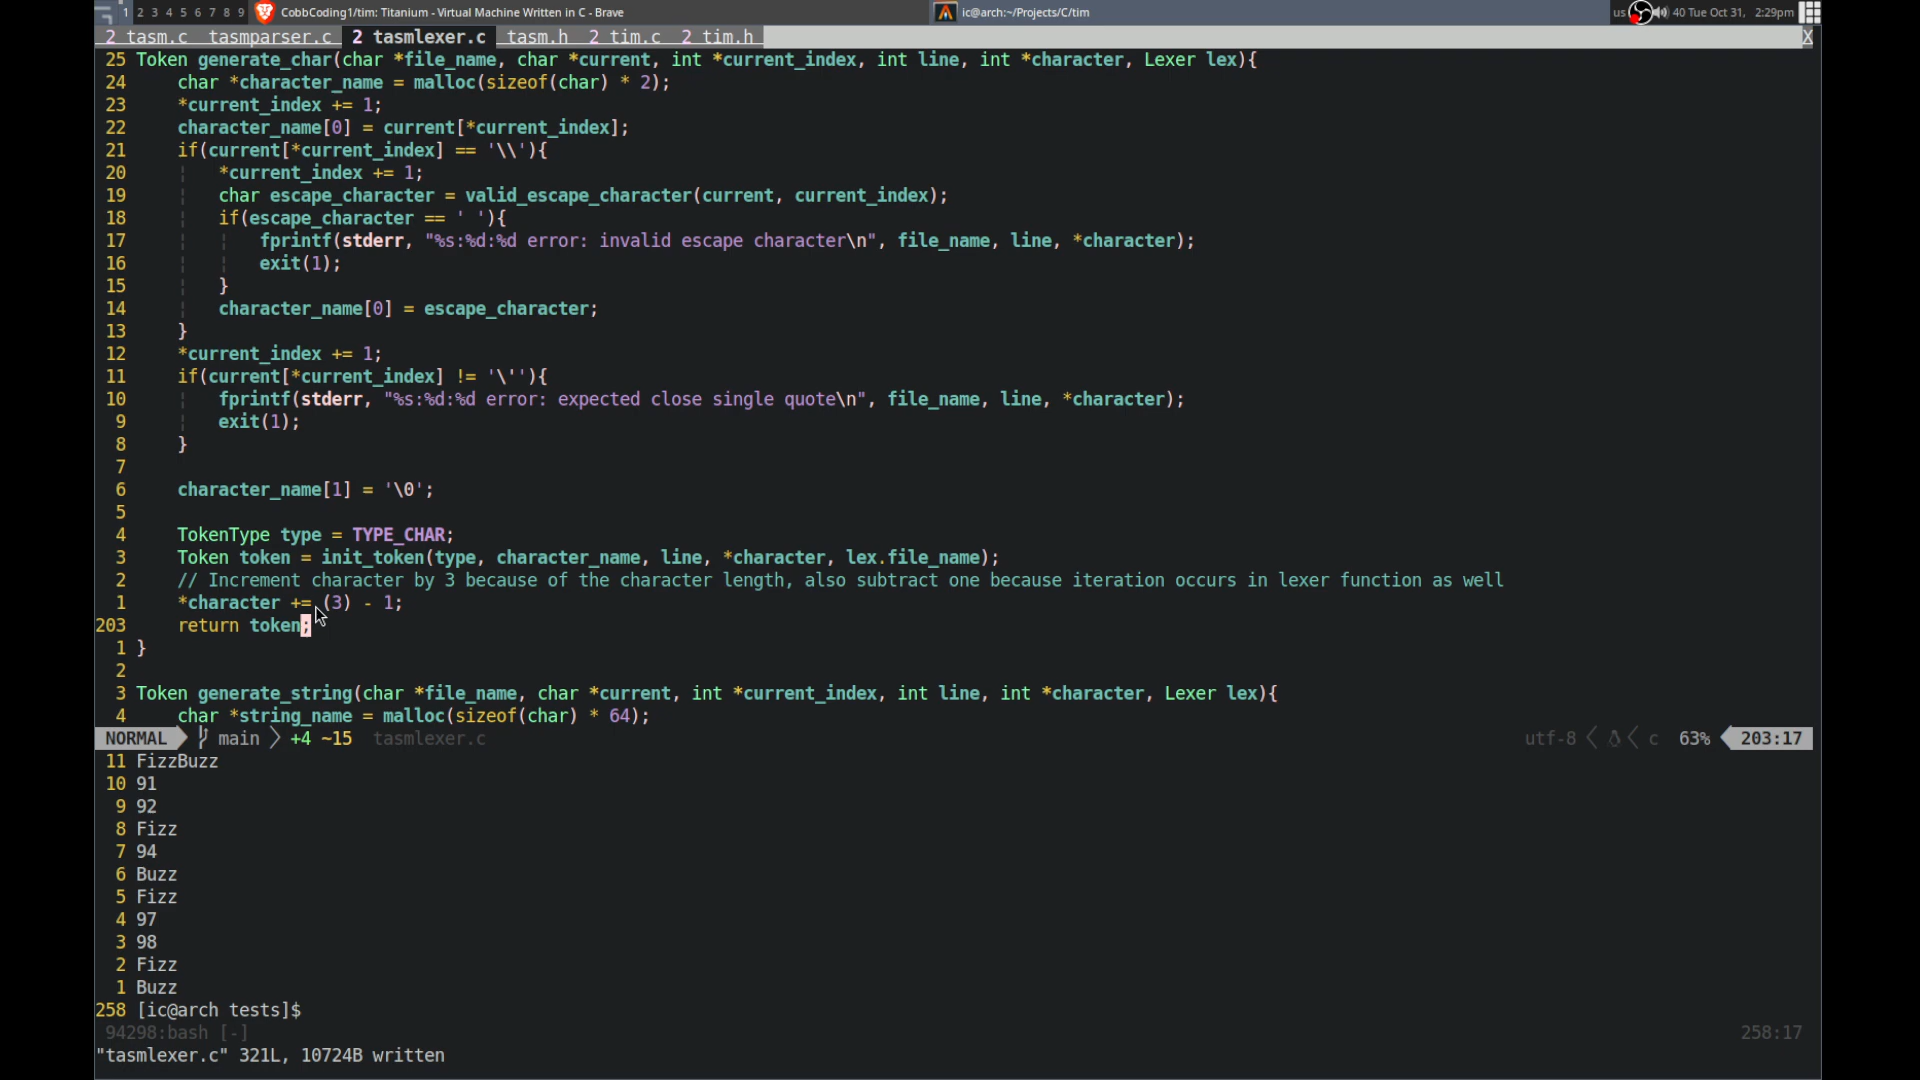 1 2 3 4 5 6 7 8 9 CobbCoding1/tim: Titanium - Virtual Machine Written in C - Brave ic@arch:~/Projects/C/tim us 40 Tue Oct 31, 2:29pm
2 tasm.c tasmparser.c 2 tasmlexer.c tasm.h 2 tim.c 2 tim.h X
25 Token generate_char(char *file_name, char *current, int *current_index, int line, int *character, Lexer lex){
24 char *character_name = malloc(sizeof(char) * 2);
23 *current_index += 1;
22 character_name[0] = current[*current_index];
21 if(current[*current_index] == '\\'){
20 *current_index += 1;
19 char escape_character = valid_escape_character(current, current_index);
18 if(escape_character == ' '){
17 fprintf(stderr, "%s:%d:%d error: invalid escape character\n", file_name, line, *character);
16 exit(1);
15 }
14 character_name[0] = escape_character;
13 }
12 *current_index += 1;
11 if(current[*current_index] != '\''){
10 fprintf(stderr, "%s:%d:%d error: expected close single quote\n", file_name, line, *character);
9 exit(1);
8 }
7
6 character_name[1] = '\0';
5
4 TokenType type = TYPE_CHAR;
3 Token token = init_token(type, character_name, line, *character, lex.file_name);
2 // Increment character by 3 because of the character length, also subtract one because iteration occurs in lexer function as well
1 *character += (3) - 1;
203 return token;
1 }
2
3 Token generate_string(char *file_name, char *current, int *current_index, int line, int *character, Lexer lex){
4 char *string_name = malloc(sizeof(char) * 64);
NORMAL main +4 ~15 tasmlexer.c utf-8 c 63% 203:17
11 FizzBuzz
10 91
9 92
8 Fizz
7 94
6 Buzz
5 Fizz
4 97
3 98
2 Fizz
1 Buzz
258 [ic@arch tests]$
94298:bash [-] 258:17
"tasmlexer.c" 321L, 10724B written